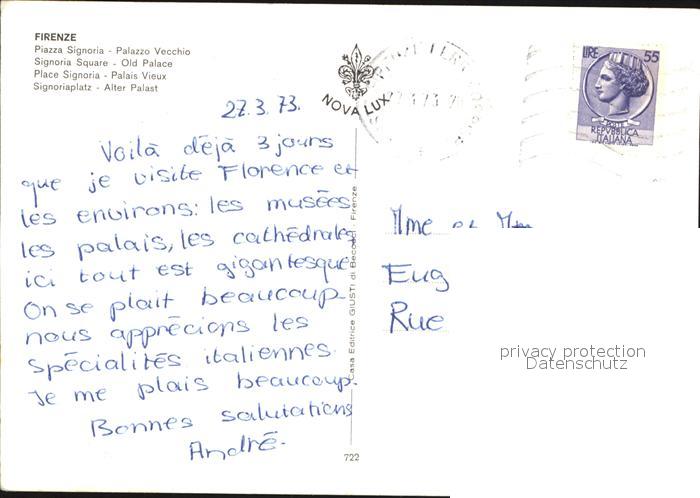 FIRENZE
Piazza Signoria - Palazzo Vecchio
Signoria Square - Old Palace
Place Signoria - Palais Vieux
Signoriaplatz - Alter Palast
NOVA LUX
LIRE 55
POSTE
REPVBBLICA
ITALIANA
27.3.73.
Voilà déjà 3 jours
que je visite Florence et
les environs: les musées
les palais, les cathédrales
ici tout est gigantesque
On se plait beaucoup
nous apprécions les
spécialités italiennes.
Je me plais beaucoup.
Bonnes salutations
André.
Casa Editrice GIUSTI di Becocci - Firenze
722
Mme
Eug
Rue
privacy protection
Datenschutz